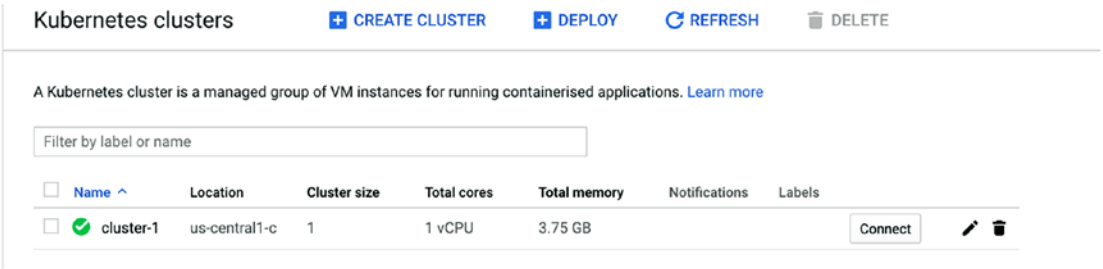 Kubernetes clusters CREATE CLUSTER DEPLOY REFRESH DELETE
A Kubernetes cluster is a managed group of VM instances for running containerised applications. Learn more
Filter by label or name
Name Location Cluster size Total cores Total memory Notifications Labels
cluster-1 us-central1-c 1 1 vCPU 3.75 GB Connect